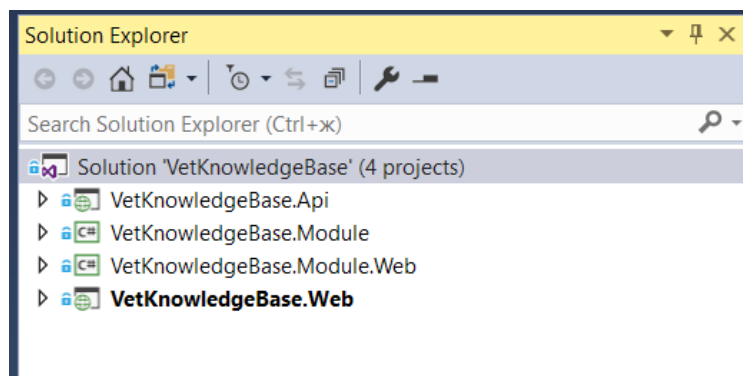 Solution Explorer
Search Solution Explorer (Ctrl+ж)
Solution 'VetKnowledgeBase' (4 projects)
VetKnowledgeBase.Api
C# VetKnowledgeBase.Module
C# VetKnowledgeBase.Module.Web
VetKnowledgeBase.Web